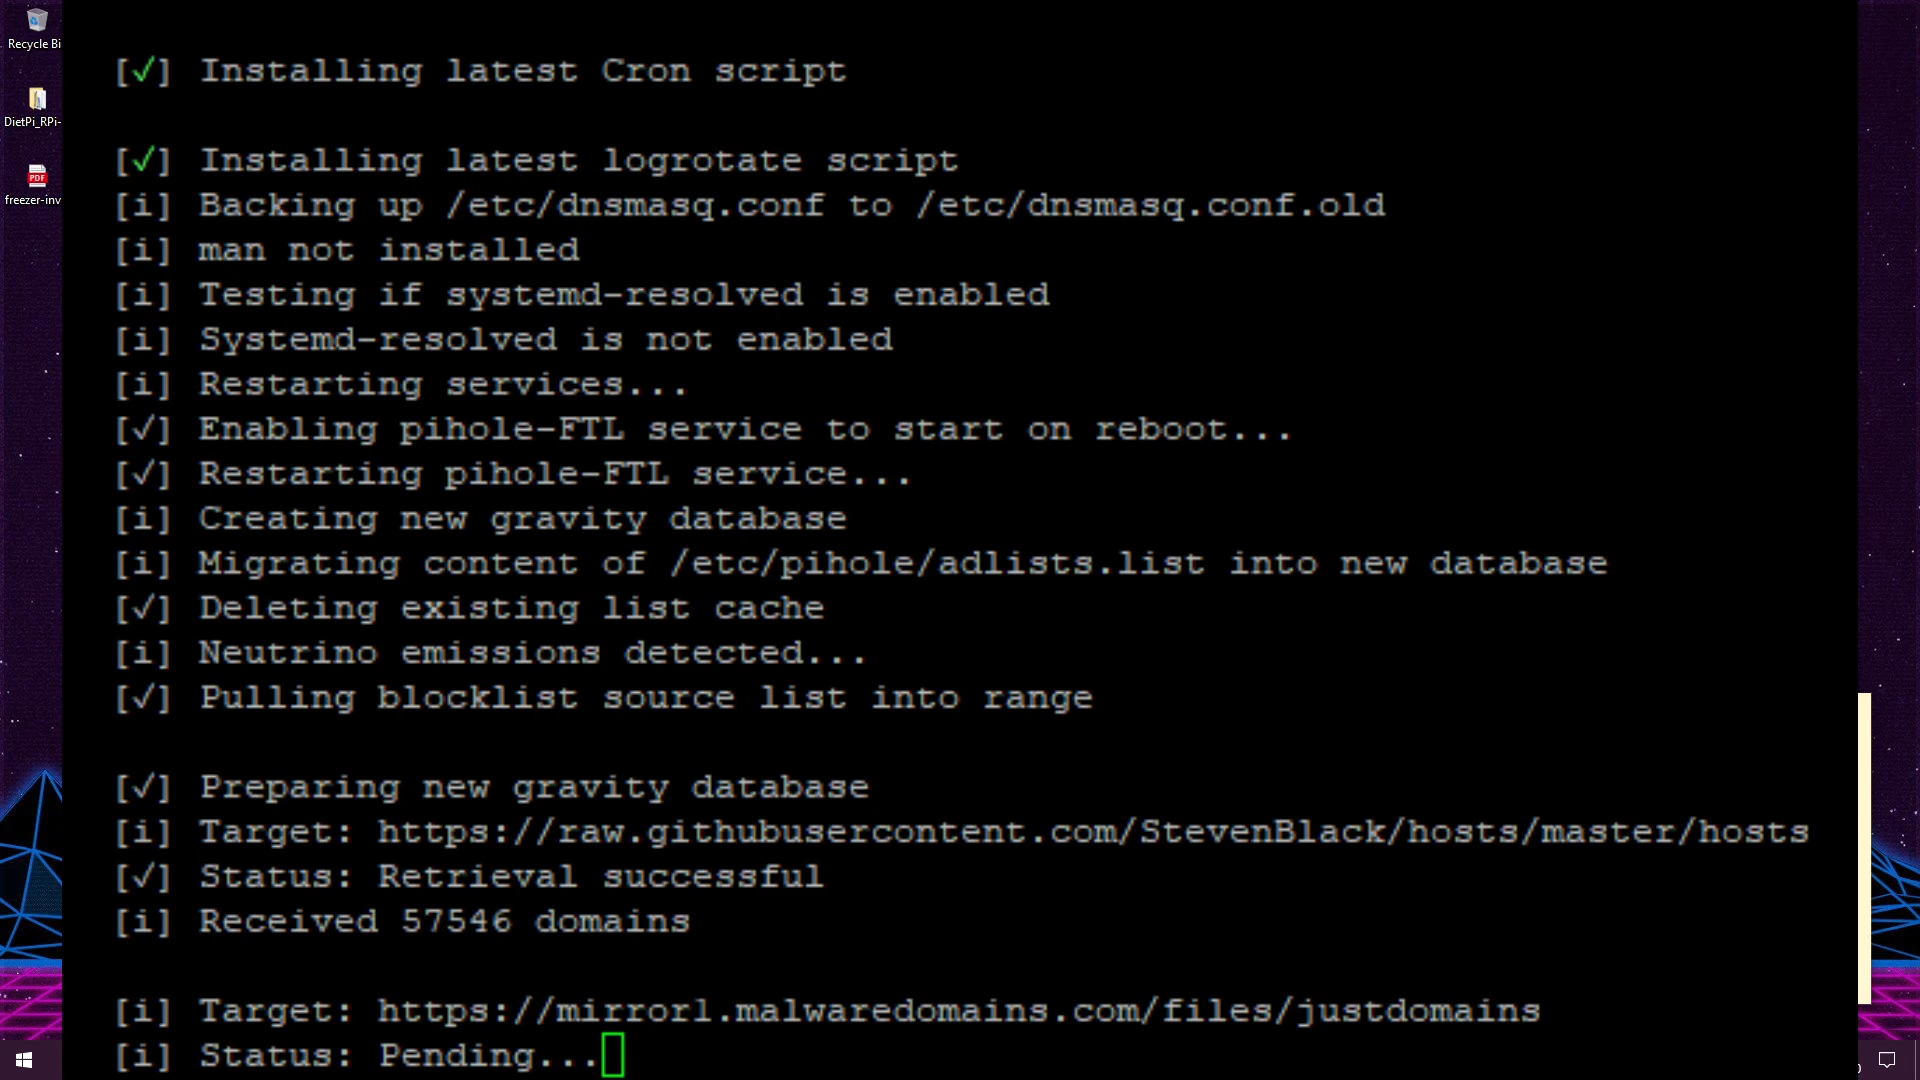 Recycle Bi
DietPi_RPi-
freezer-inv
PDF
[✓] Installing latest Cron script
[✓] Installing latest logrotate script
[i] Backing up /etc/dnsmasq.conf to /etc/dnsmasq.conf.old
[i] man not installed
[i] Testing if systemd-resolved is enabled
[i] Systemd-resolved is not enabled
[i] Restarting services...
[✓] Enabling pihole-FTL service to start on reboot...
[✓] Restarting pihole-FTL service...
[i] Creating new gravity database
[i] Migrating content of /etc/pihole/adlists.list into new database
[✓] Deleting existing list cache
[i] Neutrino emissions detected...
[✓] Pulling blocklist source list into range
[✓] Preparing new gravity database
[i] Target: https://raw.githubusercontent.com/StevenBlack/hosts/master/hosts
[✓] Status: Retrieval successful
[i] Received 57546 domains
[i] Target: https://mirror1.malwaredomains.com/files/justdomains
[i] Status: Pending...